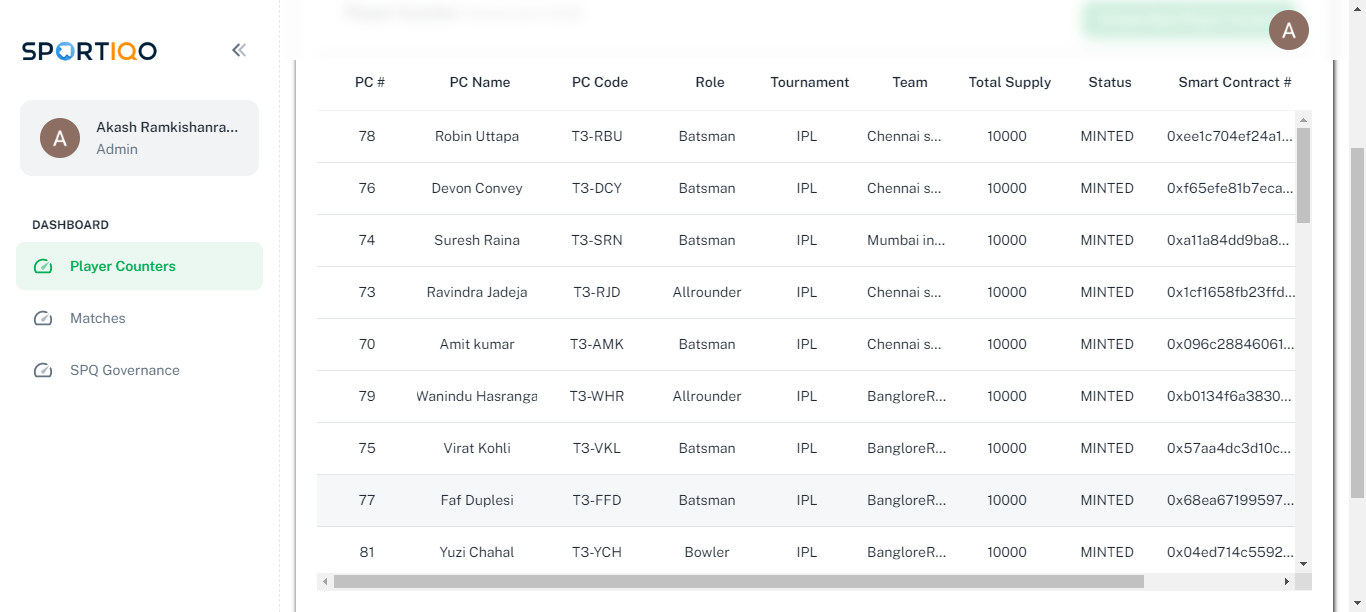 SPORTIQO
A
Akash Ramkishanra...
Admin
DASHBOARD
Player Counters
Matches
SPQ Governance
A
PC # PC Name PC Code Role Tournament Team Total Supply Status Smart Contract #
78 Robin Uttapa T3-RBU Batsman IPL Chennai s... 10000 MINTED 0xee1c704ef24a1...
76 Devon Convey T3-DCY Batsman IPL Chennai s... 10000 MINTED 0xf65efe81b7eca...
74 Suresh Raina T3-SRN Batsman IPL Mumbai in... 10000 MINTED 0xa11a84dd9ba8...
73 Ravindra Jadeja T3-RJD Allrounder IPL Chennai s... 10000 MINTED 0x1cf1658fb23ffd...
70 Amit kumar T3-AMK Batsman IPL Chennai s... 10000 MINTED 0x096c28846061...
79 Wanindu Hasranga T3-WHR Allrounder IPL BangloreR... 10000 MINTED 0xb0134f6a3830...
75 Virat Kohli T3-VKL Batsman IPL BangloreR... 10000 MINTED 0x57aa4dc3d10c...
77 Faf Duplesi T3-FFD Batsman IPL BangloreR... 10000 MINTED 0x68ea67199597...
81 Yuzi Chahal T3-YCH Bowler IPL BangloreR... 10000 MINTED 0x04ed714c5592...